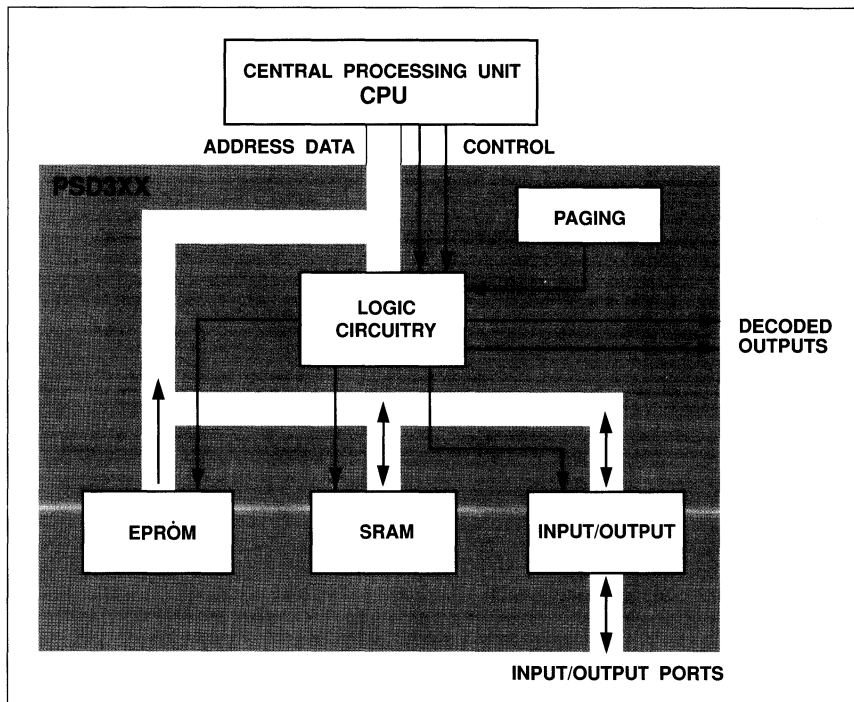 CENTRAL PROCESSING UNIT
CPU
ADDRESS DATA
CONTROL
PSD3XX
PAGING
LOGIC
CIRCUITRY
DECODED
OUTPUTS
EPROM
SRAM
INPUT/OUTPUT
INPUT/OUTPUT PORTS